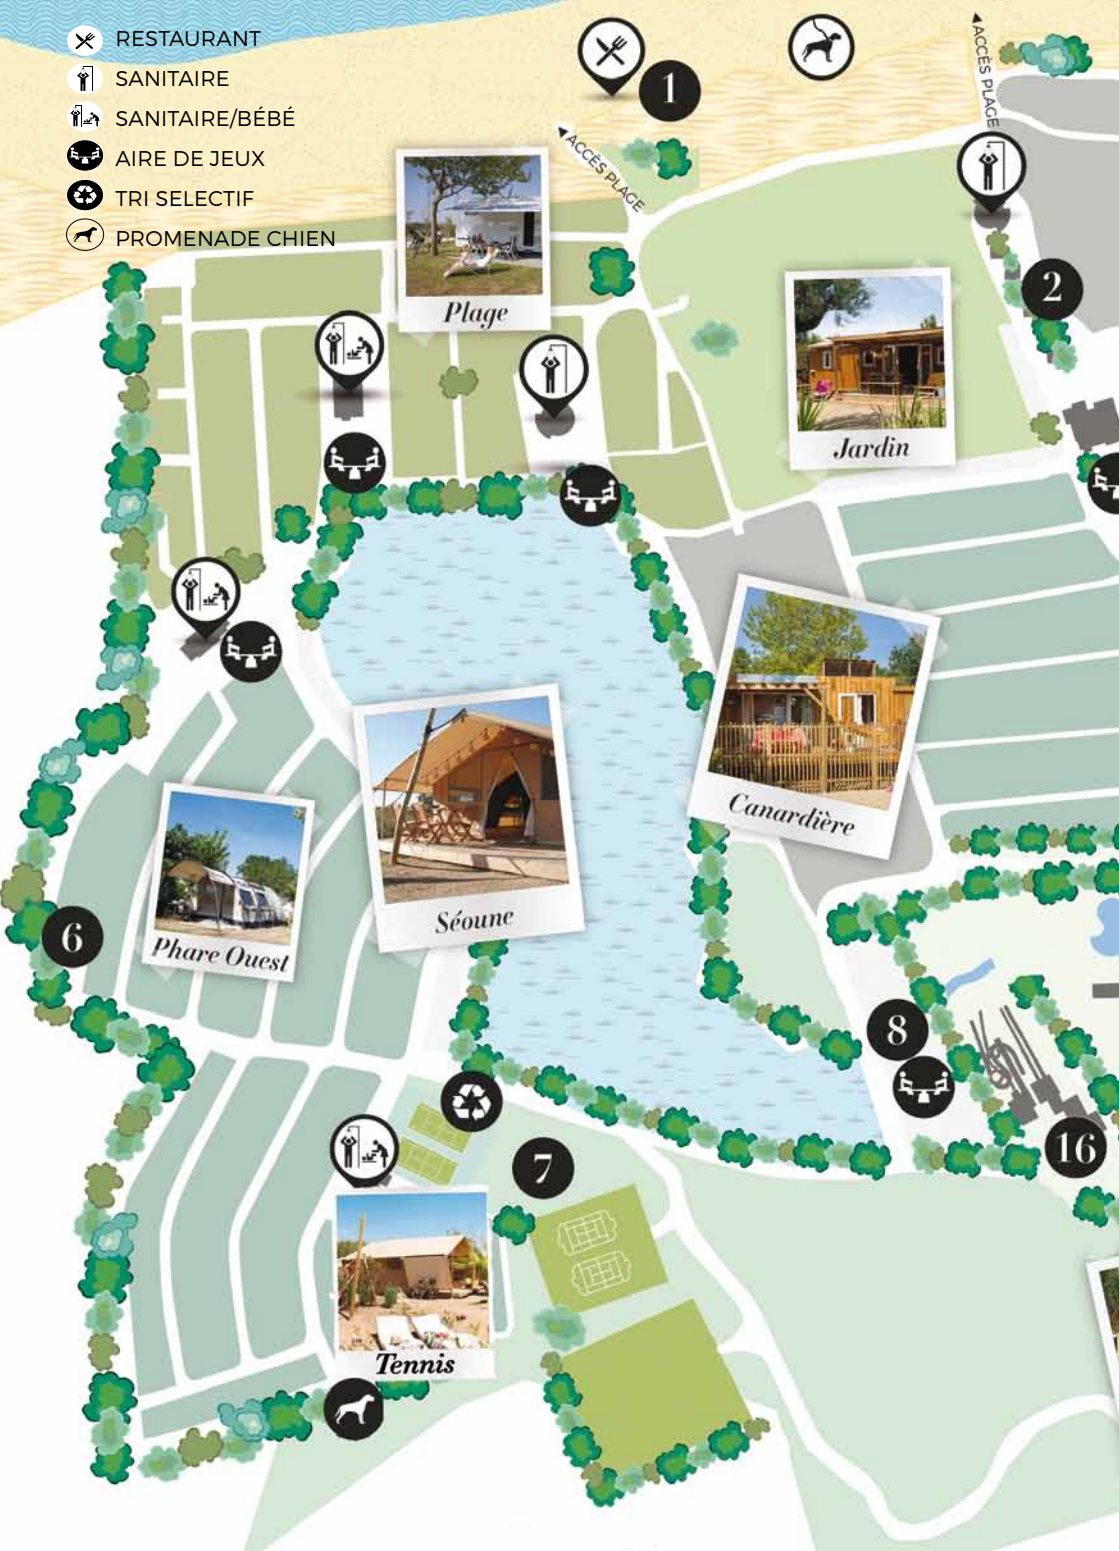 RESTAURANT
SANITAIRE
SANITAIRE/BÉBÉ
AIRE DE JEUX
TRI SELECTIF
PROMENADE CHIEN
1
ACCÈS PLAGE
ACCÈS PLAGE
2
Plage
Jardin
Canardière
Séoune
Phare Ouest
6
8
7
16
Tennis